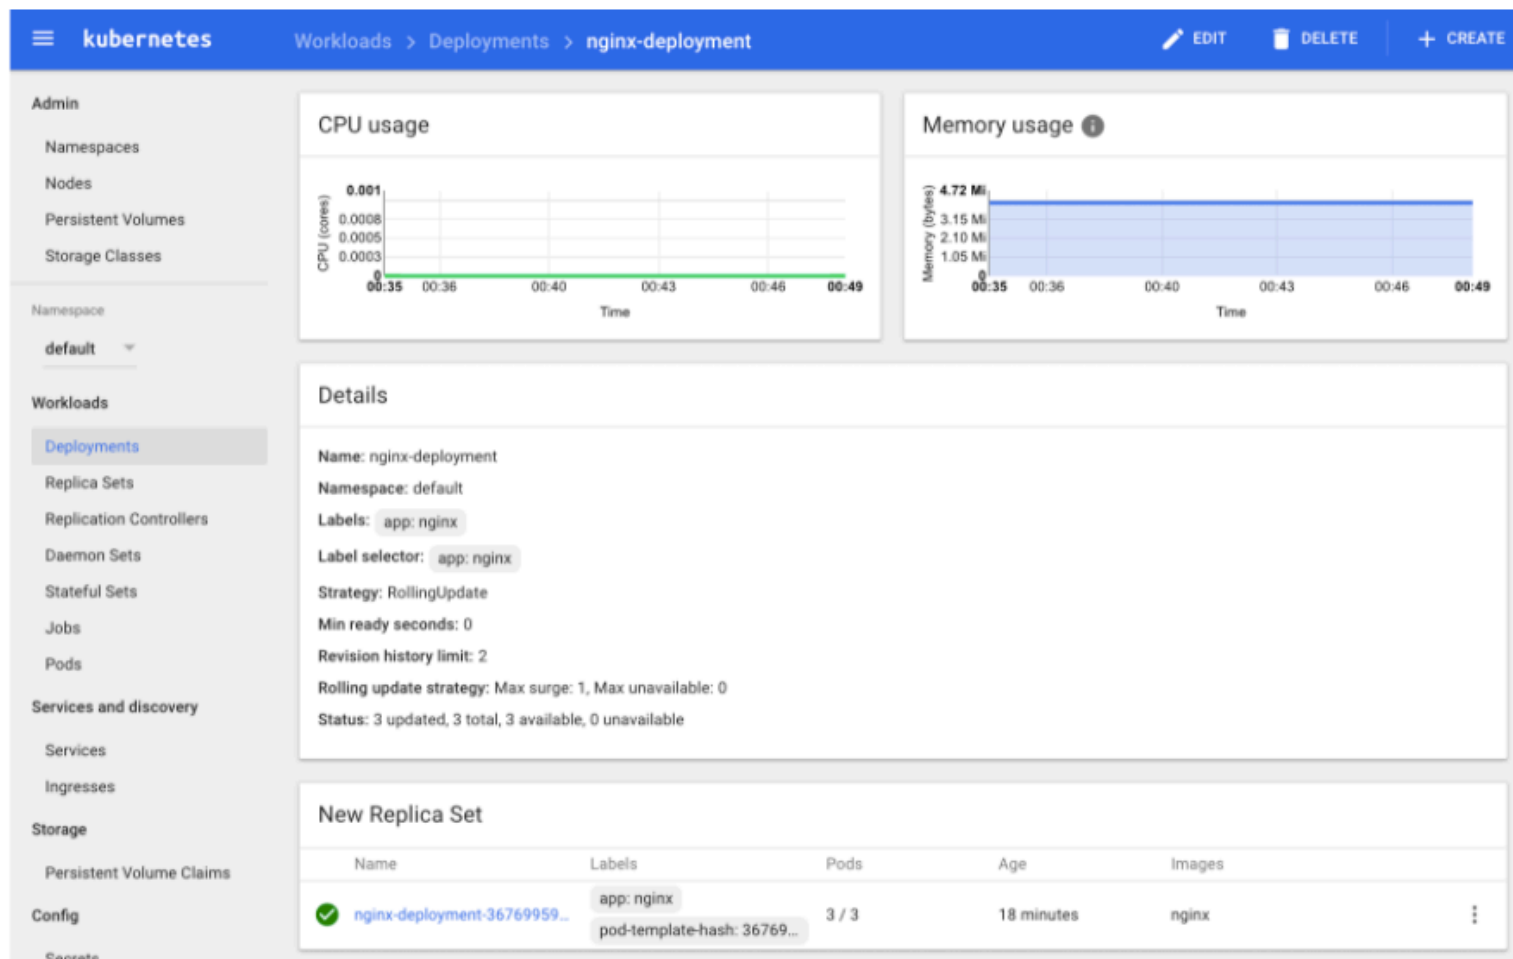 kubernetes
Workloads > Deployments > nginx-deployment
EDIT
DELETE
+ CREATE
Admin
Namespaces
Nodes
Persistent Volumes
Storage Classes
Namespace
default
Workloads
Deployments
Replica Sets
Replication Controllers
Daemon Sets
Stateful Sets
Jobs
Pods
Services and discovery
Services
Ingresses
Storage
Persistent Volume Claims
Config
Secrets
CPU usage
CPU (cores)
0.001
0.0008
0.0005
0.0003
0
00:35 00:36 00:40 00:43 00:46 00:49
Time
Memory usage
Memory (bytes)
4.72 Mi
3.15 Mi
2.10 Mi
1.05 Mi
0
00:35 00:36 00:40 00:43 00:46 00:49
Time
Details
Name: nginx-deployment
Namespace: default
Labels: app: nginx
Label selector: app: nginx
Strategy: RollingUpdate
Min ready seconds: 0
Revision history limit: 2
Rolling update strategy: Max surge: 1, Max unavailable: 0
Status: 3 updated, 3 total, 3 available, 0 unavailable
New Replica Set
Name Labels Pods Age Images
nginx-deployment-36769959... app: nginx 3 / 3 18 minutes nginx
pod-template-hash: 36769...